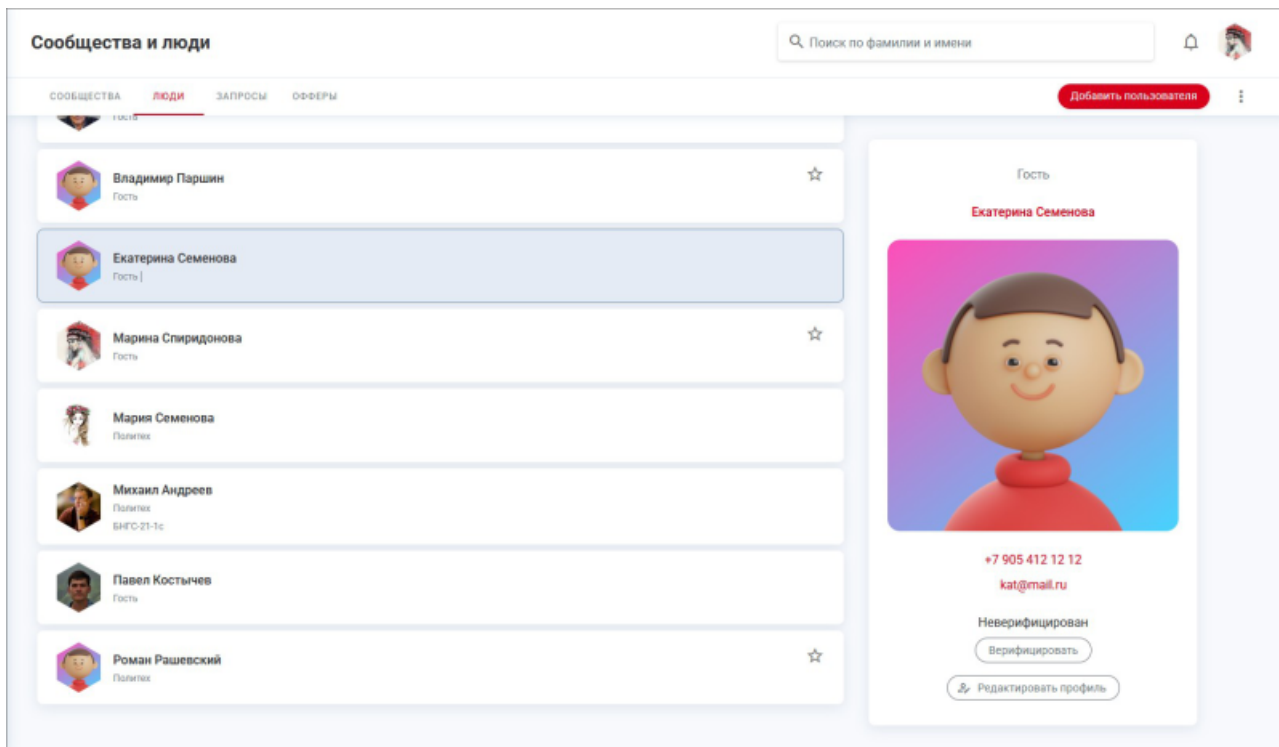 Сообщества и люди
Поиск по фамилии и имени
СООБЩЕСТВА ЛЮДИ ЗАПРОСЫ ОФФЕРЫ
Добавить пользователя
Гость
Владимир Паршин
Гость
Екатерина Семенова
Гость |
Марина Спиридонова
Гость
Мария Семенова
Политех
Михаил Андреев
Политех
БНГС-21-1с
Павел Костычев
Гость
Роман Рашевский
Политех
Гость
Екатерина Семенова
+7 905 412 12 12
kat@mail.ru
Неверифицирован
Верифицировать
Редактировать профиль